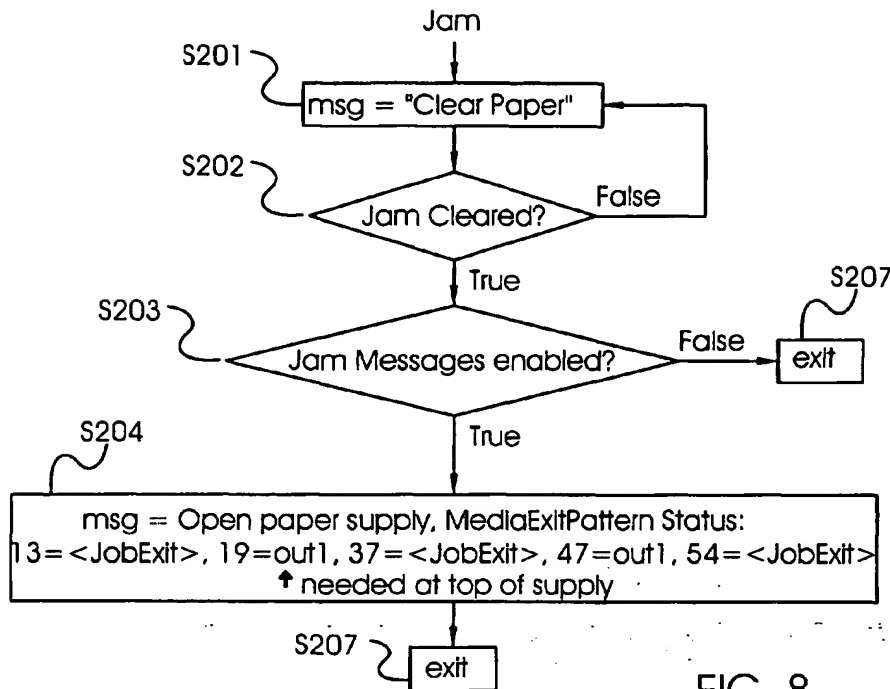 Jam
S201
msg = "Clear Paper"
S202
Jam Cleared?
False
True
S203
Jam Messages enabled?
False
S207
exit
True
S204
msg = Open paper supply, MediaExitPattern Status:
13=<JobExit>, 19=out1, 37=<JobExit>, 47=out1, 54=<JobExit>
↑ needed at top of supply
S207
exit
FIG. 8